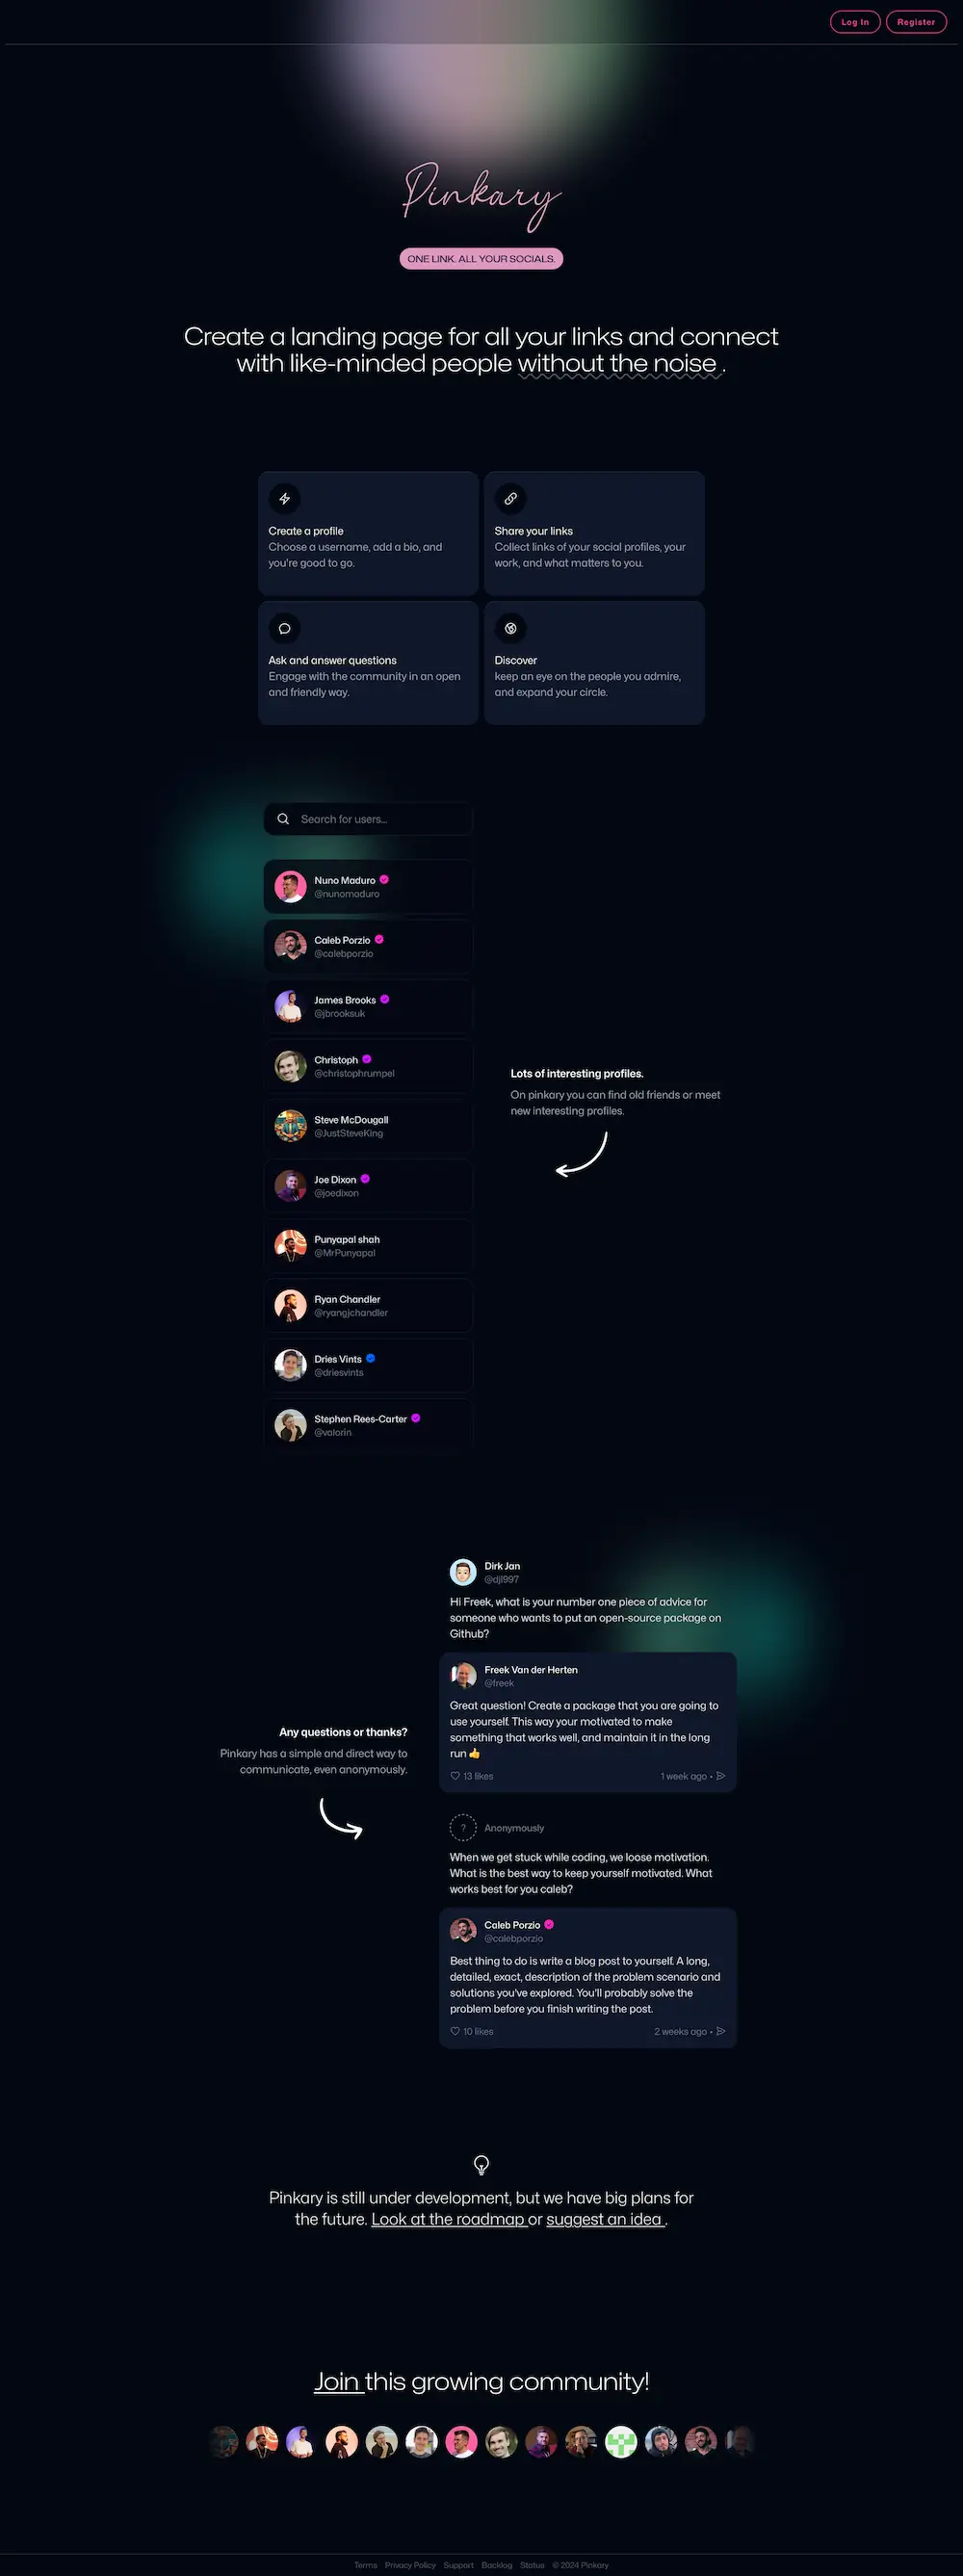 Log In
Register
Pinkary
ONE LINK. ALL YOUR SOCIALS.
Create a landing page for all your links and connect
with like-minded people without the noise .
Create a profile
Choose a username, add a bio, and
you're good to go.
Share your links
Collect links of your social profiles, your
work, and what matters to you.
Ask and answer questions
Engage with the community in an open
and friendly way.
Discover
keep an eye on the people you admire,
and expand your circle.
Search for users...
Nuno Maduro
@nunomaduro
Caleb Porzio
@calebporzio
James Brooks
@jbrooksuk
Christoph
@christophrumpel
Steve McDougall
@JustSteveKing
Joe Dixon
@joedixon
Punyapal shah
@MrPunyapal
Ryan Chandler
@ryangjchandler
Dries Vints
@driesvints
Stephen Rees-Carter
@valorin
Lots of interesting profiles.
On pinkary you can find old friends or meet
new interesting profiles.
Dirk Jan
@djl997
Hi Freek, what is your number one piece of advice for
someone who wants to put an open-source package on
Github?
Freek Van der Herten
@freek
Great question! Create a package that you are going to
use yourself. This way your motivated to make
something that works well, and maintain it in the long
run 👍
13 likes
1 week ago •
Any questions or thanks?
Pinkary has a simple and direct way to
communicate, even anonymously.
?
Anonymously
When we get stuck while coding, we loose motivation.
What is the best way to keep yourself motivated. What
works best for you caleb?
Caleb Porzio
@calebporzio
Best thing to do is write a blog post to yourself. A long,
detailed, exact, description of the problem scenario and
solutions you've explored. You'll probably solve the
problem before you finish writing the post.
10 likes
2 weeks ago •
Pinkary is still under development, but we have big plans for
the future. Look at the roadmap or suggest an idea .
Join this growing community!
Terms Privacy Policy Support Backlog Status © 2024 Pinkary